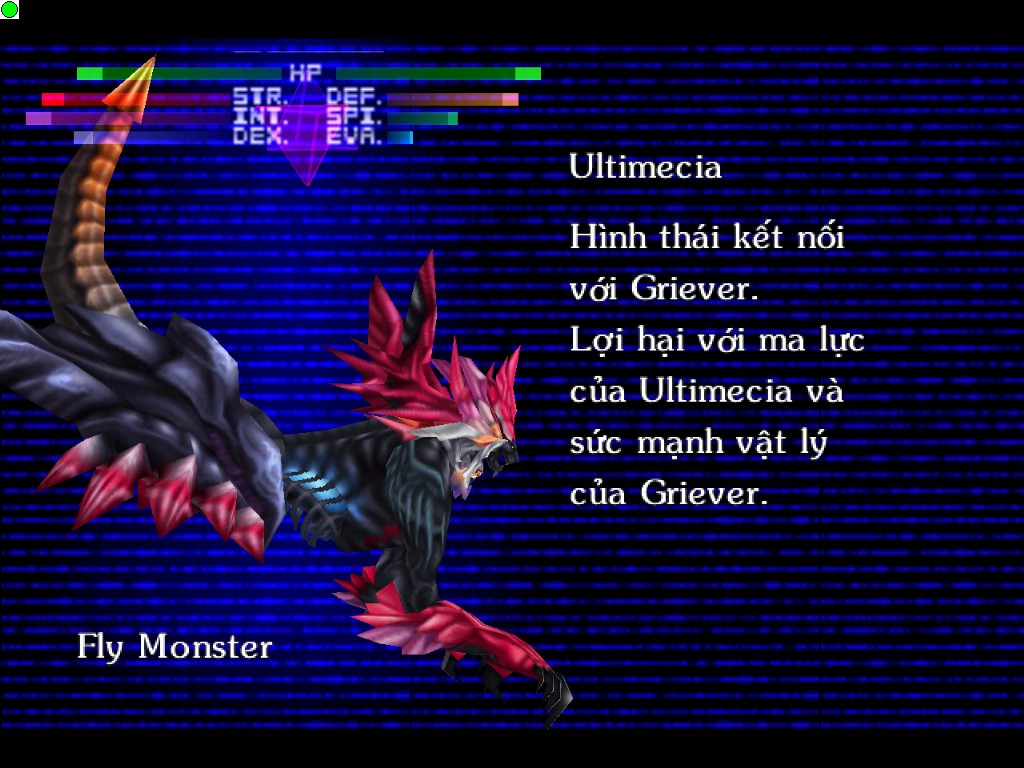 HP
STR. DEF.
INT. SPI.
DEX. EVA.
Ultimecia
Hình thái kết nối
với Griever.
Lợi hại với ma lực
của Ultimecia và
sức mạnh vật lý
của Griever.
Fly Monster